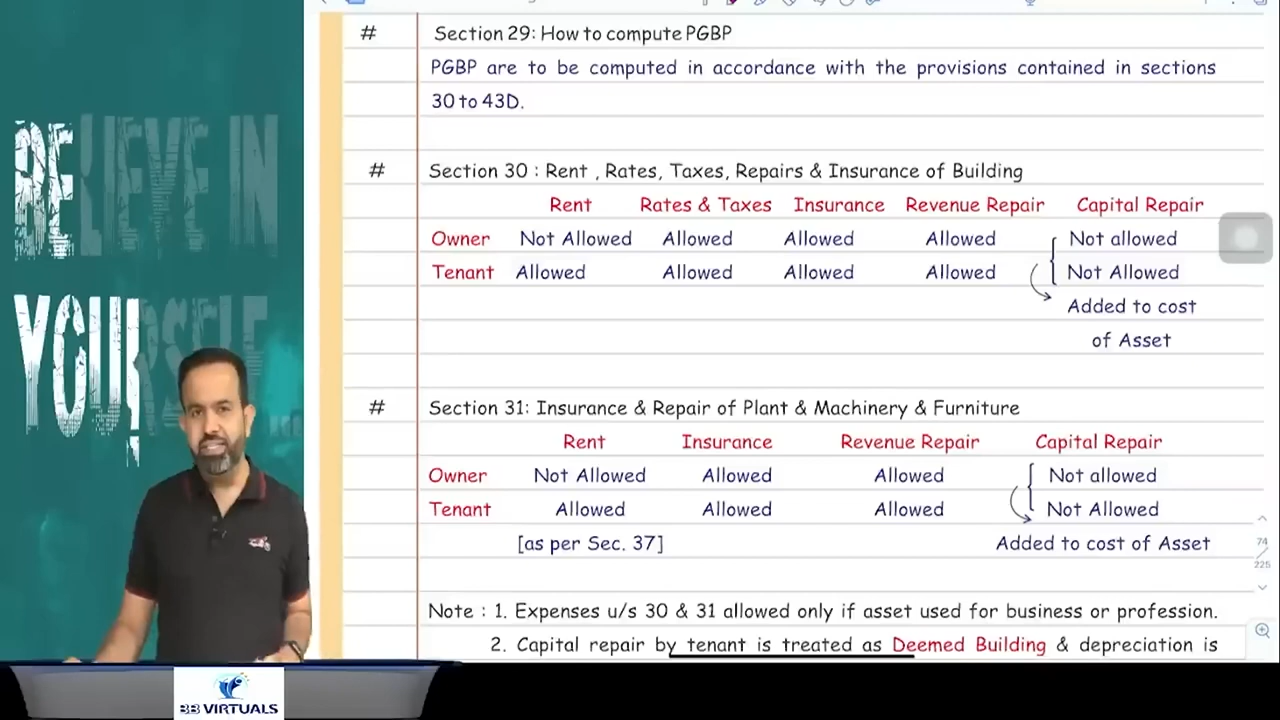 BELIEVE IN
YOURSELF...
# Section 29: How to compute PGBP
PGBP are to be computed in accordance with the provisions contained in sections
30 to 43D.
# Section 30 : Rent , Rates, Taxes, Repairs & Insurance of Building
Rent Rates & Taxes Insurance Revenue Repair Capital Repair
Owner Not Allowed Allowed Allowed Allowed Not allowed
Tenant Allowed Allowed Allowed Allowed Not Allowed
Added to cost
of Asset
# Section 31: Insurance & Repair of Plant & Machinery & Furniture
Rent Insurance Revenue Repair Capital Repair
Owner Not Allowed Allowed Allowed Not allowed
Tenant Allowed Allowed Allowed Not Allowed
[as per Sec. 37] Added to cost of Asset
74
225
Note : 1. Expenses u/s 30 & 31 allowed only if asset used for business or profession.
2. Capital repair by tenant is treated as Deemed Building & depreciation is
BB VIRTUALS